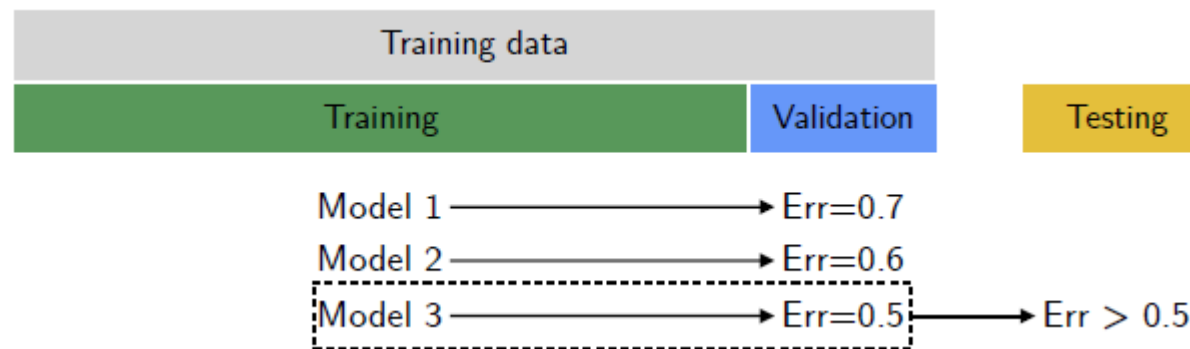 Training data
Training Validation Testing
Model 1 Err=0.7
Model 2 Err=0.6
Model 3 Err=0.5 Err > 0.5